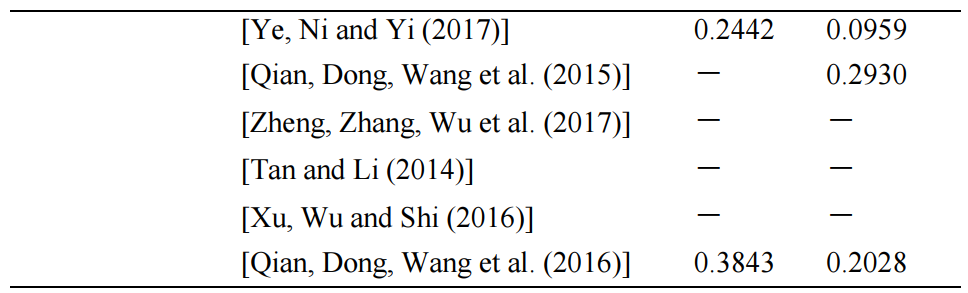 [Ye, Ni and Yi (2017)] 0.2442 0.0959
[Qian, Dong, Wang et al. (2015)] － 0.2930
[Zheng, Zhang, Wu et al. (2017)] － －
[Tan and Li (2014)] － －
[Xu, Wu and Shi (2016)] － －
[Qian, Dong, Wang et al. (2016)] 0.3843 0.2028